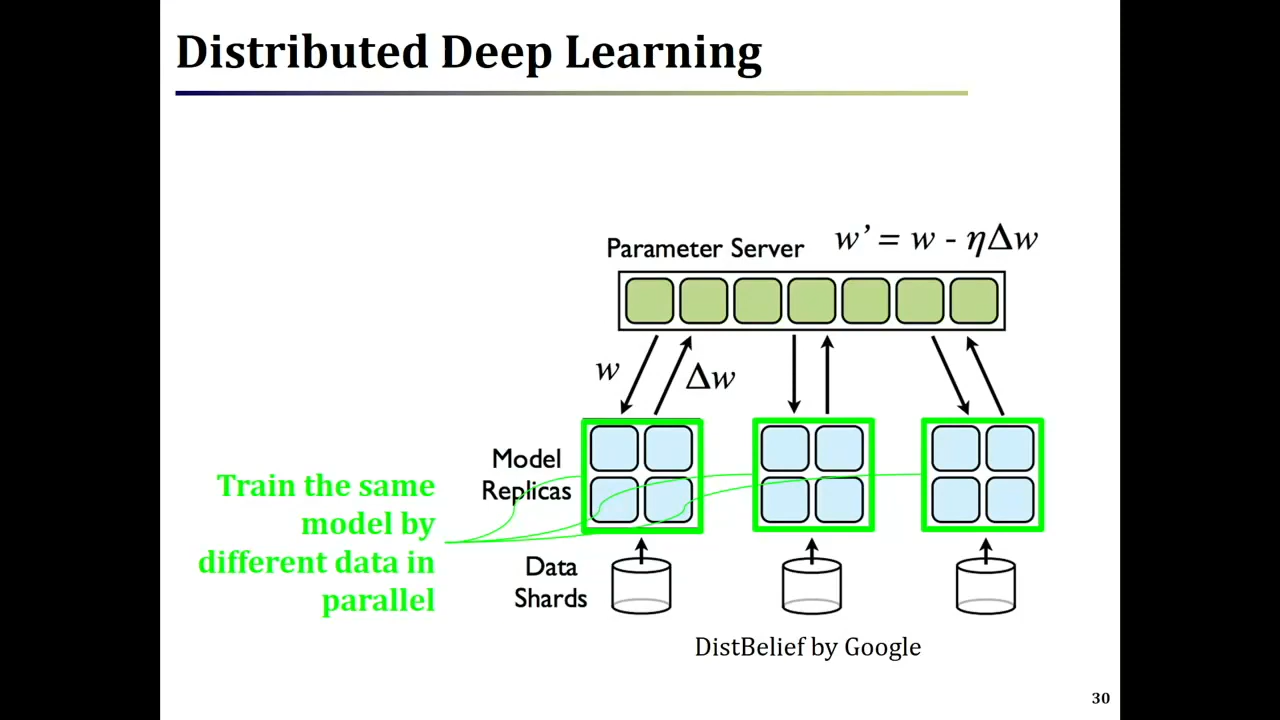 Distributed Deep Learning
Parameter Server
w' = w - ηΔw
w
Δw
Model
Replicas
Train the same
model by
different data in
parallel
Data
Shards
DistBelief by Google
30